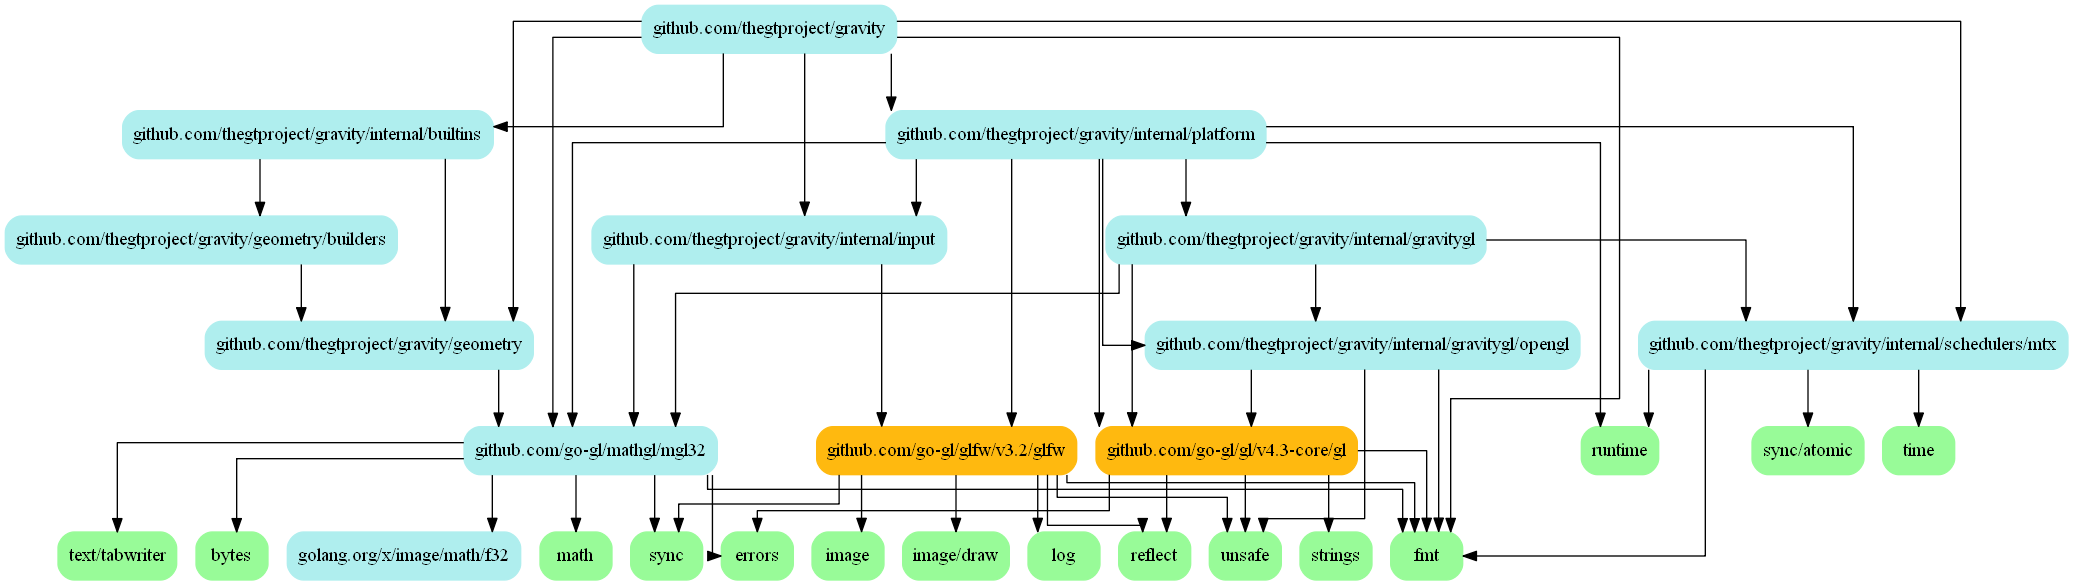 github.com/thegtproject/gravity
github.com/thegtproject/gravity/internal/builtins
github.com/thegtproject/gravity/internal/platform
github.com/thegtproject/gravity/geometry/builders
github.com/thegtproject/gravity/internal/input
github.com/thegtproject/gravity/internal/gravitygl
github.com/thegtproject/gravity/geometry
github.com/thegtproject/gravity/internal/gravitygl/opengl
github.com/thegtproject/gravity/internal/schedulers/mtx
github.com/go-gl/mathgl/mgl32
github.com/go-gl/glfw/v3.2/glfw
github.com/go-gl/gl/v4.3-core/gl
runtime
sync/atomic
time
text/tabwriter
bytes
golang.org/x/image/math/f32
math
sync
errors
image
image/draw
log
reflect
unsafe
strings
fmt